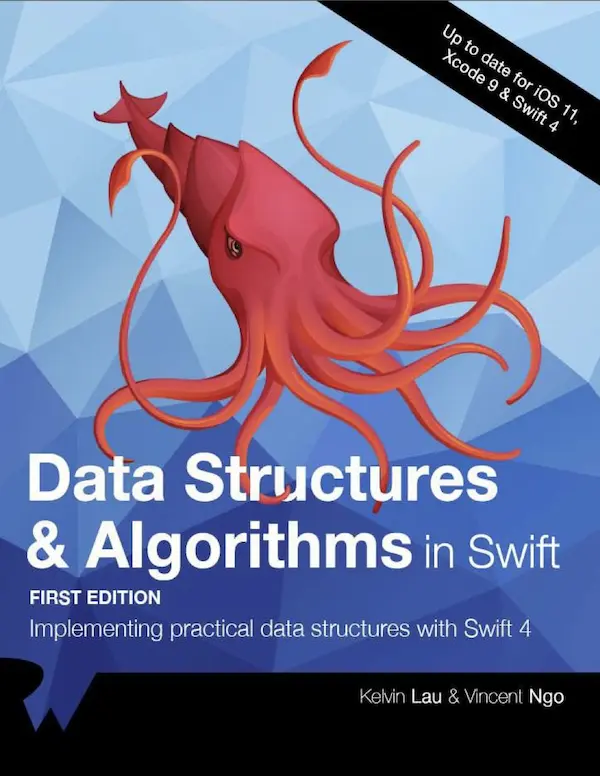 Up to date for iOS 11,
Xcode 9 & Swift 4
Data Structures
& Algorithms in Swift
FIRST EDITION
Implementing practical data structures with Swift 4
Kelvin Lau & Vincent Ngo